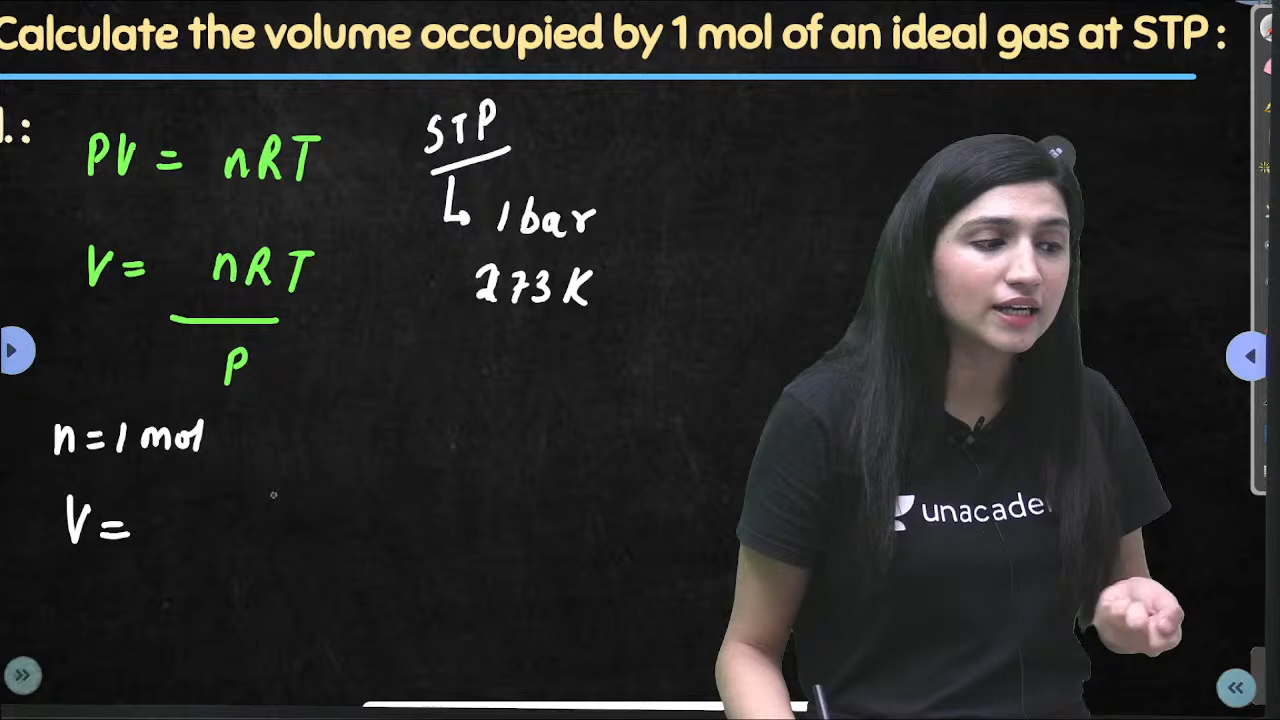 Calculate the volume occupied by 1 mol of an ideal gas at STP :
l. :
PV = nRT
V = nRT
P
STP
↳ 1 bar
273 K
n = 1 mol
V =
unacade